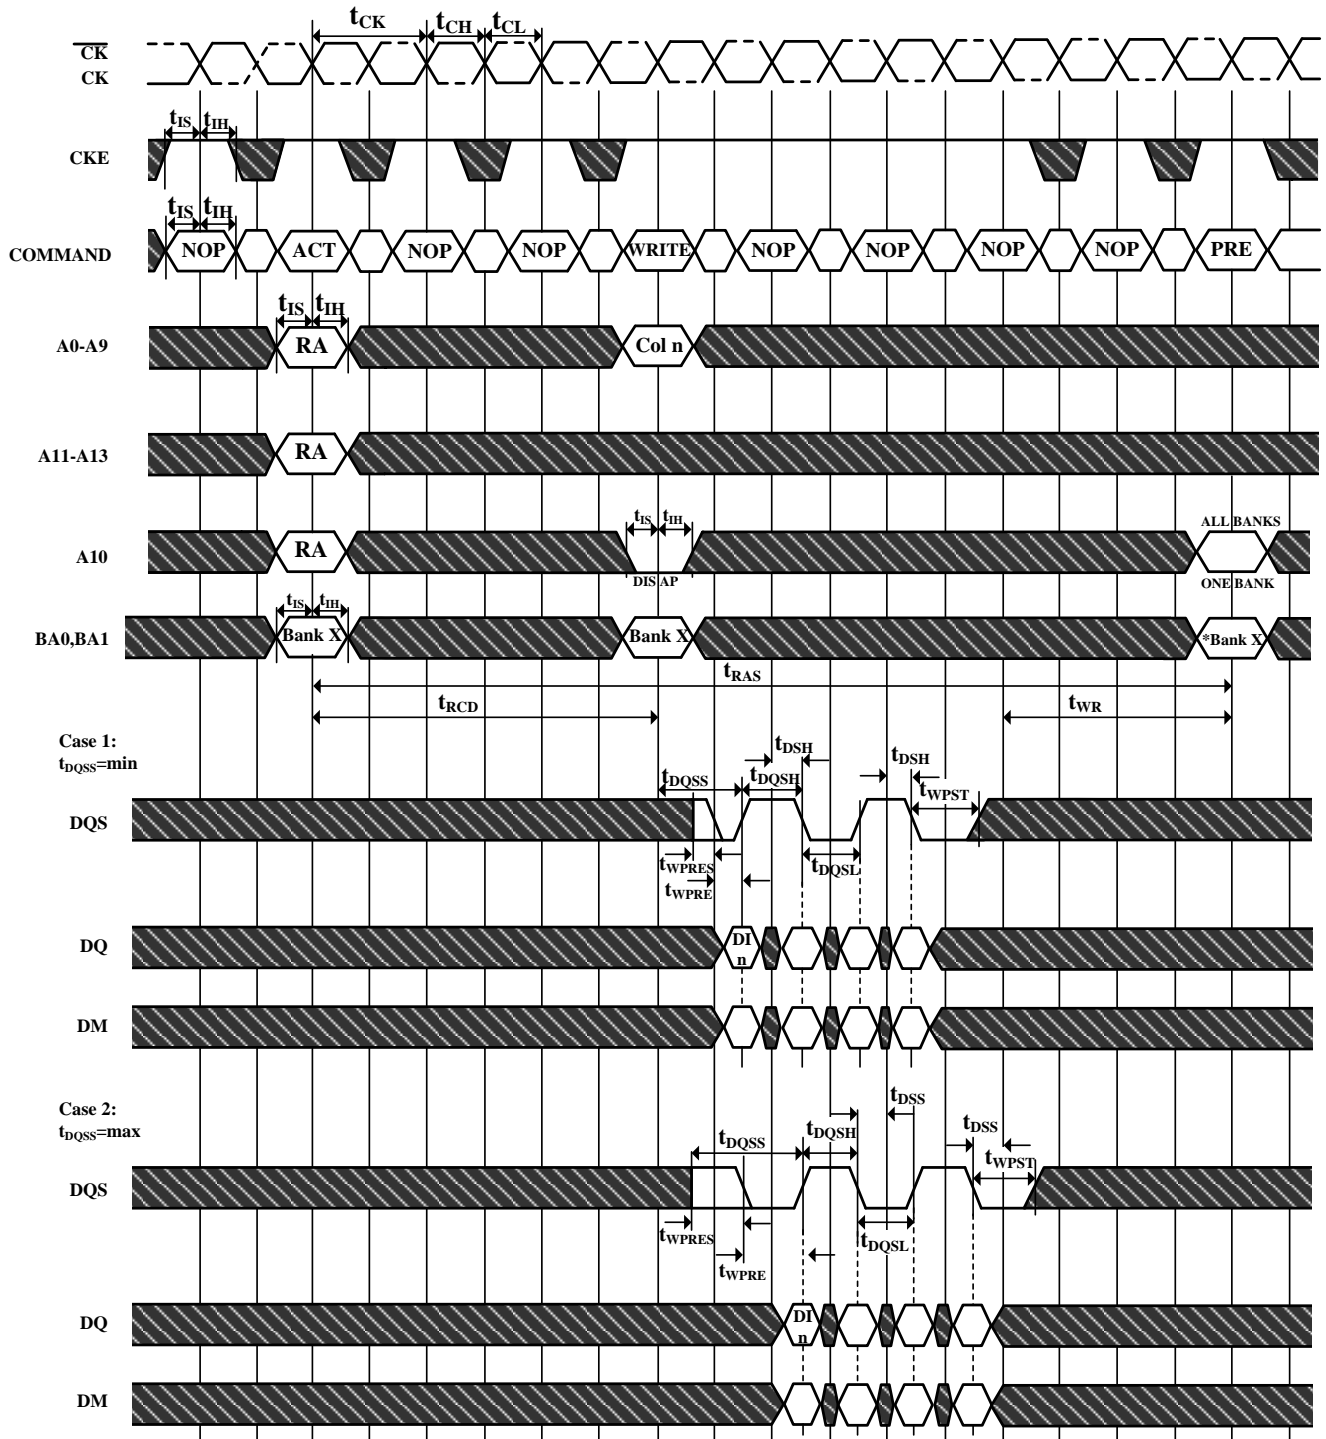 tCK tCH tCL
CK
CK
tIS tIH
CKE
tIS tIH
COMMAND NOP ACT NOP NOP WRITE NOP NOP NOP NOP PRE
tIS tIH
A0-A9 RA Col n
A11-A13 RA
tIS tIH ALL BANKS
A10 RA
DIS AP ONE BANK
tIS tIH
BA0,BA1 Bank X Bank X *Bank X
tRAS
tRCD tWR
Case 1:
tDQSS=min
tDSH tDSH
tDQSS tDQSH tWPST
DQS
tWPRES tDQSL
tWPRE
DQ DI
n
DM
Case 2:
tDQSS=max
tDSS tDSS
tDQSS tDQSH tWPST
DQS
tWPRES tDQSL
tWPRE
DQ DI
n
DM